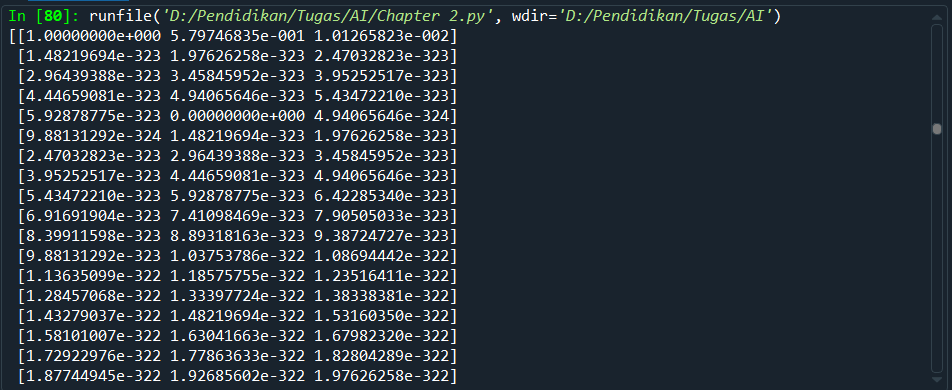 In [80]: runfile('D:/Pendidikan/Tugas/AI/Chapter 2.py', wdir='D:/Pendidikan/Tugas/AI')
[[1.00000000e+000 5.79746835e-001 1.01265823e-002]
 [1.48219694e-323 1.97626258e-323 2.47032823e-323]
 [2.96439388e-323 3.45845952e-323 3.95252517e-323]
 [4.44659081e-323 4.94065646e-323 5.43472210e-323]
 [5.92878775e-323 0.00000000e+000 4.94065646e-324]
 [9.88131292e-324 1.48219694e-323 1.97626258e-323]
 [2.47032823e-323 2.96439388e-323 3.45845952e-323]
 [3.95252517e-323 4.44659081e-323 4.94065646e-323]
 [5.43472210e-323 5.92878775e-323 6.42285340e-323]
 [6.91691904e-323 7.41098469e-323 7.90505033e-323]
 [8.39911598e-323 8.89318163e-323 9.38724727e-323]
 [9.88131292e-323 1.03753786e-322 1.08694442e-322]
 [1.13635099e-322 1.18575755e-322 1.23516411e-322]
 [1.28457068e-322 1.33397724e-322 1.38338381e-322]
 [1.43279037e-322 1.48219694e-322 1.53160350e-322]
 [1.58101007e-322 1.63041663e-322 1.67982320e-322]
 [1.72922976e-322 1.77863633e-322 1.82804289e-322]
 [1.87744945e-322 1.92685602e-322 1.97626258e-322]